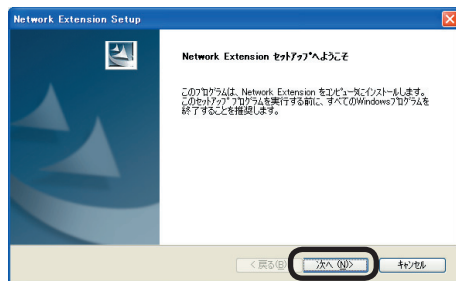 Network Extension Setup
Network Extension ｾｯﾄｱｯﾌﾟへようこそ
このﾌﾟﾛｸﾞﾗﾑは、Network Extension をｺﾝﾋﾟｭｰﾀにｲﾝｽﾄｰﾙします。
このｾｯﾄｱｯﾌﾟ ﾌﾟﾛｸﾞﾗﾑを実行する前に、すべてのWindowsﾌﾟﾛｸﾞﾗﾑを
終了することを推奨します。
< 戻る(B) 次へ (N)> ｷｬﾝｾﾙ